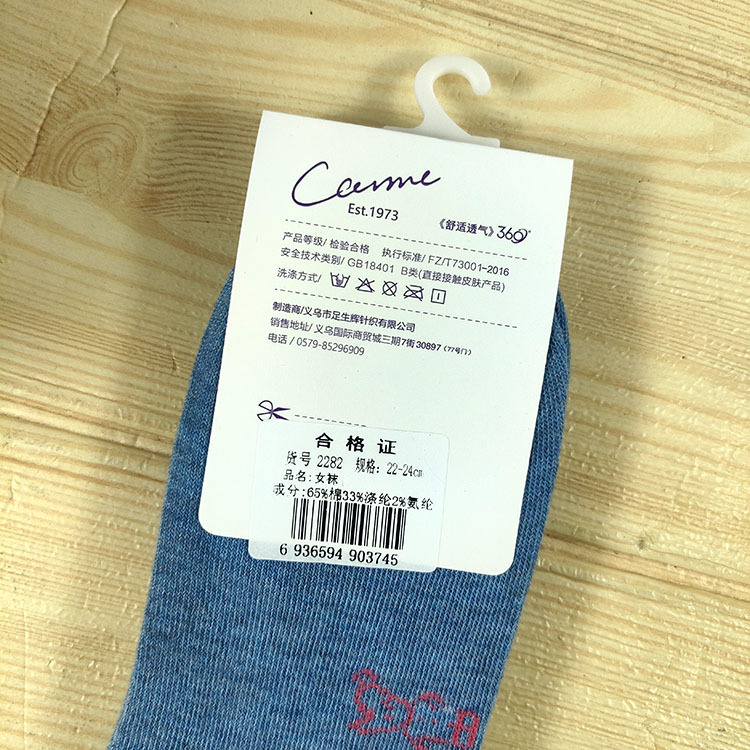 Carme
Est.1973
《舒适透气》360°
产品等级/ 检验合格 执行标准/ FZ/T73001-2016
安全技术类别/ GB18401 B类(直接接触皮肤产品)
洗涤方式/
制造商/义乌市足生辉针织有限公司
销售地址/ 义乌国际商贸城三期7街30897 (77号门)
电话 / 0579-85296909
合格证
货号 2282 规格: 22-24cm
品名:女袜
成分:65%棉33%涤纶2%氨纶
6 936594 903745